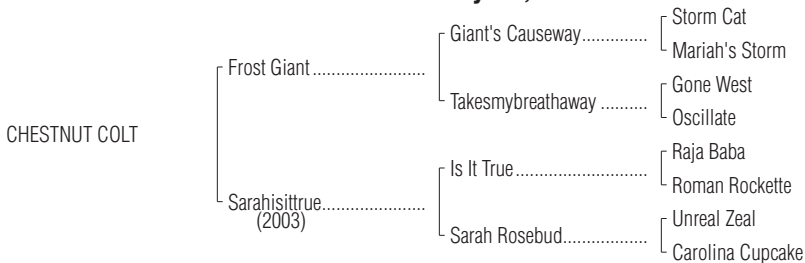 Storm Cat
Giant's Causeway..............
Mariah's Storm
Frost Giant ........................
Gone West
Takesmybreathaway ..........
Oscillate
CHESTNUT COLT
Raja Baba
Is It True............................
Roman Rockette
Sarahisittrue......................
(2003)
Unreal Zeal
Sarah Rosebud..................
Carolina Cupcake